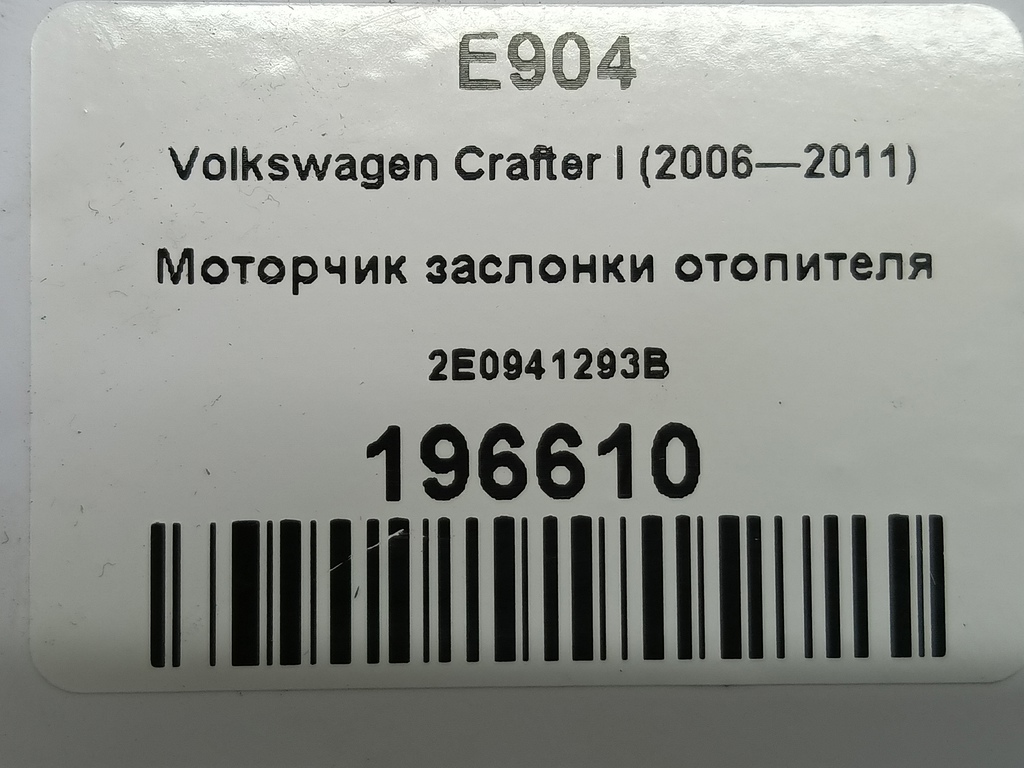 E904
Volkswagen Crafter I (2006—2011)
Моторчик заслонки отопителя
2E0941293B
196610